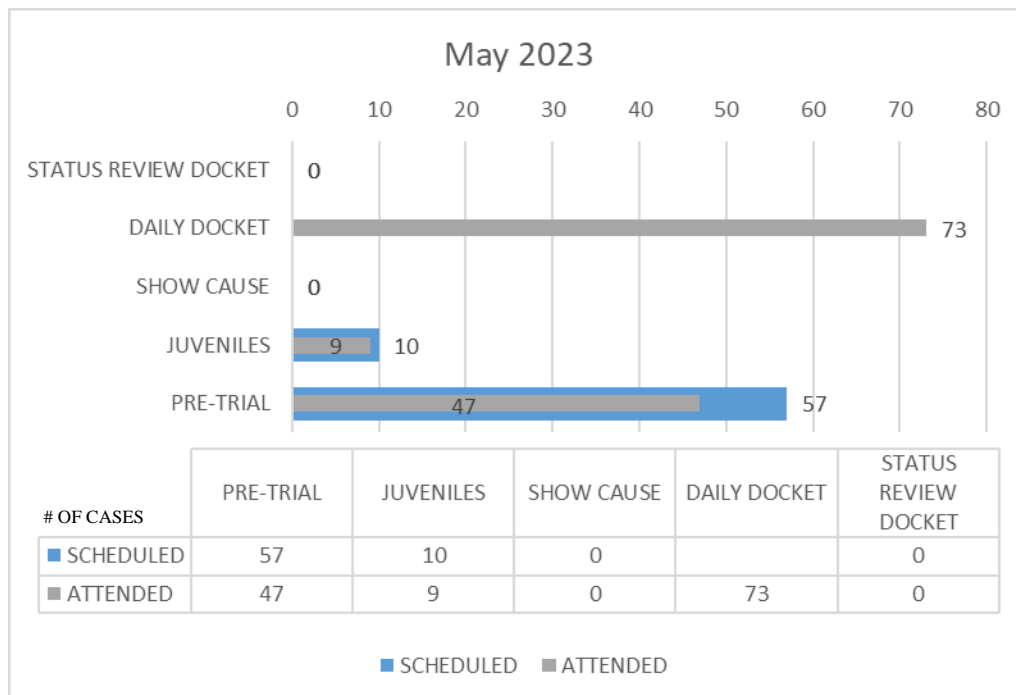 May 2023
0 10 20 30 40 50 60 70 80
STATUS REVIEW DOCKET 0
DAILY DOCKET 73
SHOW CAUSE 0
JUVENILES 9 10
PRE-TRIAL 47 57
# OF CASES PRE-TRIAL JUVENILES SHOW CAUSE DAILY DOCKET STATUS
REVIEW
DOCKET
SCHEDULED 57 10 0 0
ATTENDED 47 9 0 73 0
SCHEDULED ATTENDED